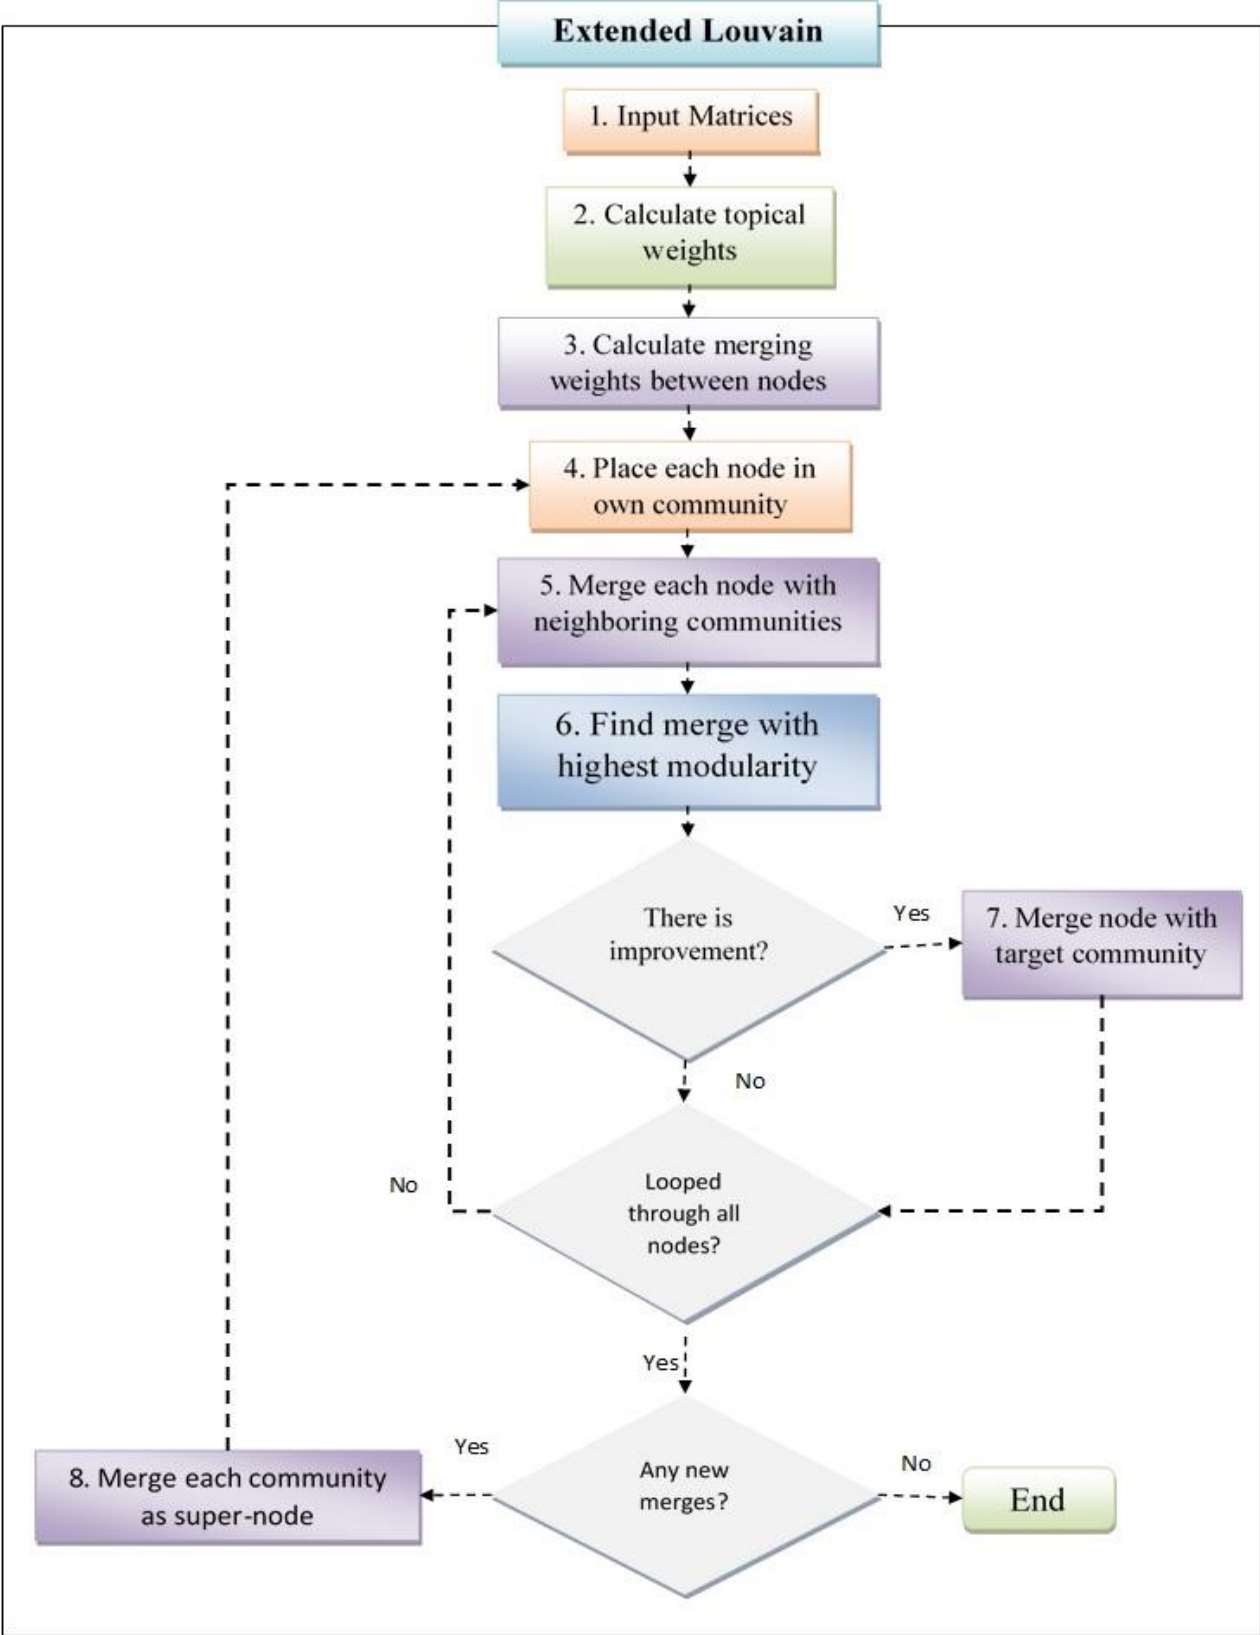 Extended Louvain
1. Input Matrices
2. Calculate topical
weights
3. Calculate merging
weights between nodes
4. Place each node in
own community
5. Merge each node with
neighboring communities
6. Find merge with
highest modularity
There is
improvement?
Yes
7. Merge node with
target community
No
Looped
through all
nodes?
No
Yes
Any new
merges?
Yes
8. Merge each community
as super-node
No
End